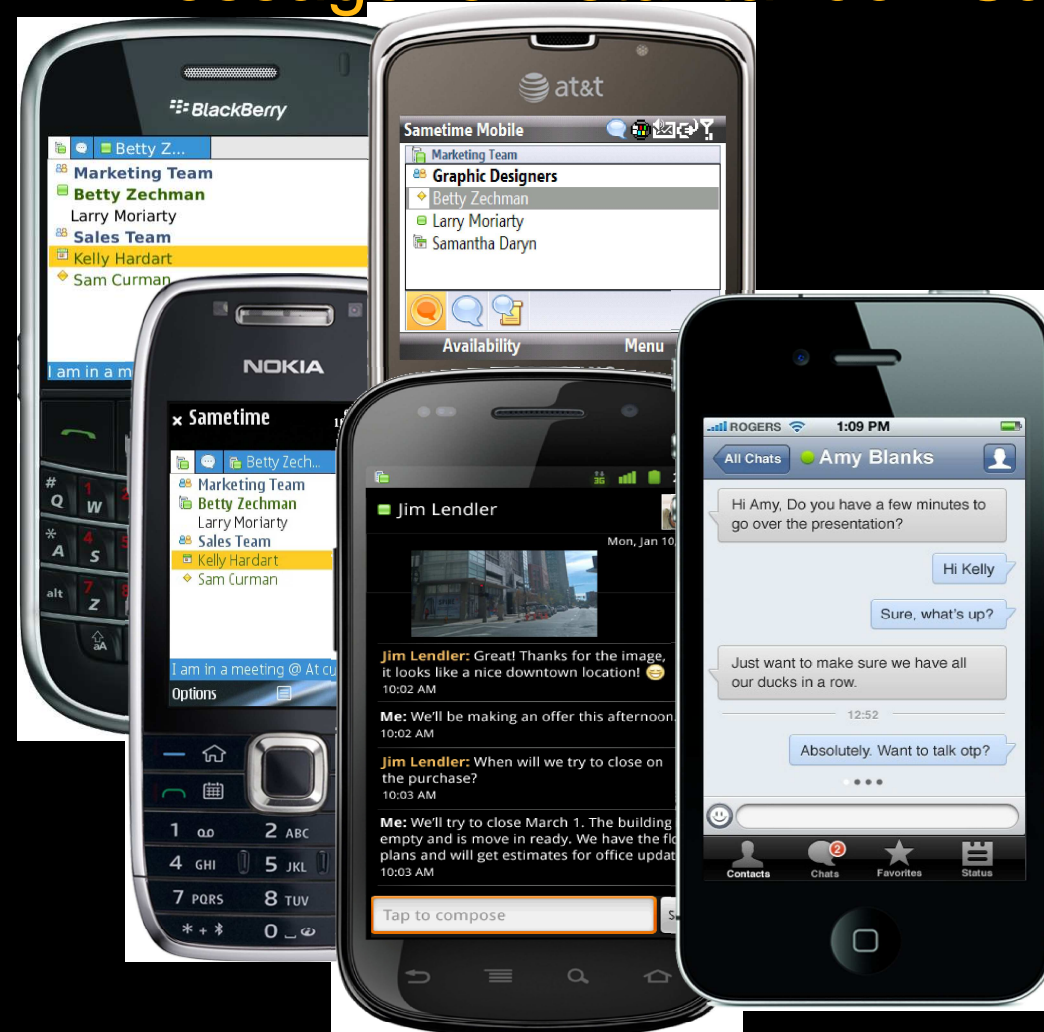 BlackBerry
Betty Z...
Marketing Team
Betty Zechman
Larry Moriarty
Sales Team
Kelly Hardart
Sam Curman
I am in a m
#
Q
1
W
*
A
4
S
alt
7
Z
aA
at&t
Sametime Mobile
Marketing Team
Graphic Designers
Betty Zechman
Larry Moriarty
Samantha Daryn
Availability Menu
NOKIA
x Sametime
Betty Zech...
Marketing Team
Betty Zechman
Larry Moriarty
Sales Team
Kelly Hardart
Sam Curman
I am in a meeting @ At cu
Options
1 2 ABC
4 GHI 5 JKL
7 PQRS 8 TUV
* + 0
3G
Jim Lendler
Mon, Jan 10,
Jim Lendler: Great! Thanks for the image,
it looks like a nice downtown location!
10:02 AM
Me: We'll be making an offer this afternoon.
10:02 AM
Jim Lendler: When will we try to close on
the purchase?
10:03 AM
Me: We'll try to close March 1. The building
empty and is move in ready. We have the flo
plans and will get estimates for office updat
10:03 AM
Tap to compose
ROGERS 1:09 PM
All Chats Amy Blanks
Hi Amy, Do you have a few minutes to
go over the presentation?
Hi Kelly
Sure, what's up?
Just want to make sure we have all
our ducks in a row.
12:52
Absolutely. Want to talk otp?
2
Contacts Chats Favorites Status